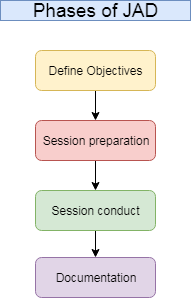 Phases of JAD
Define Objectives
Session preparation
Session conduct
Documentation